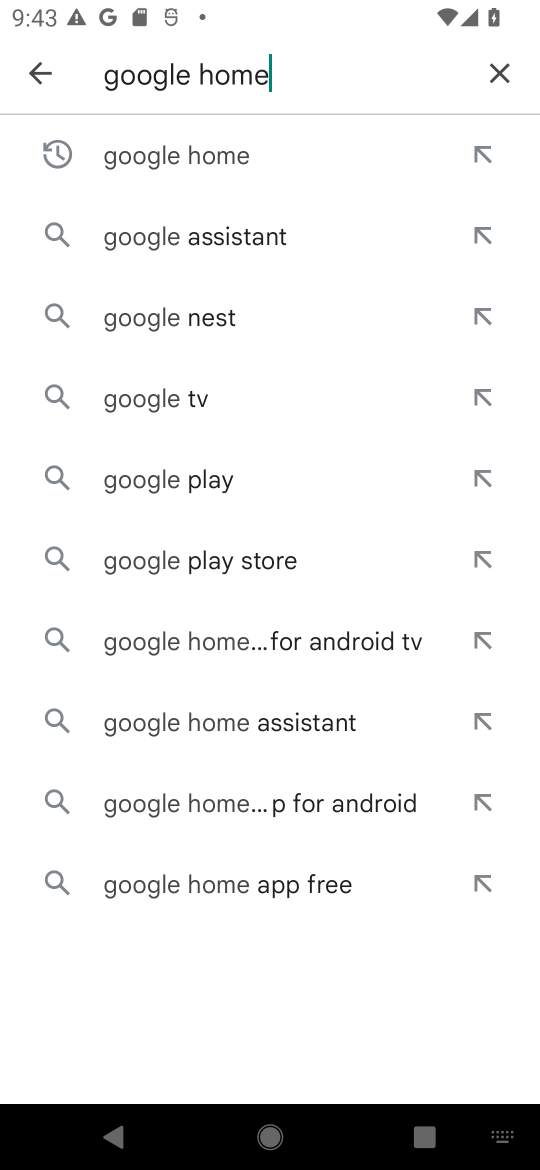 9:43
google home
google home
google assistant
google nest
google tv
google play
google play store
google home...for android tv
google home assistant
google home...p for android
google home app free